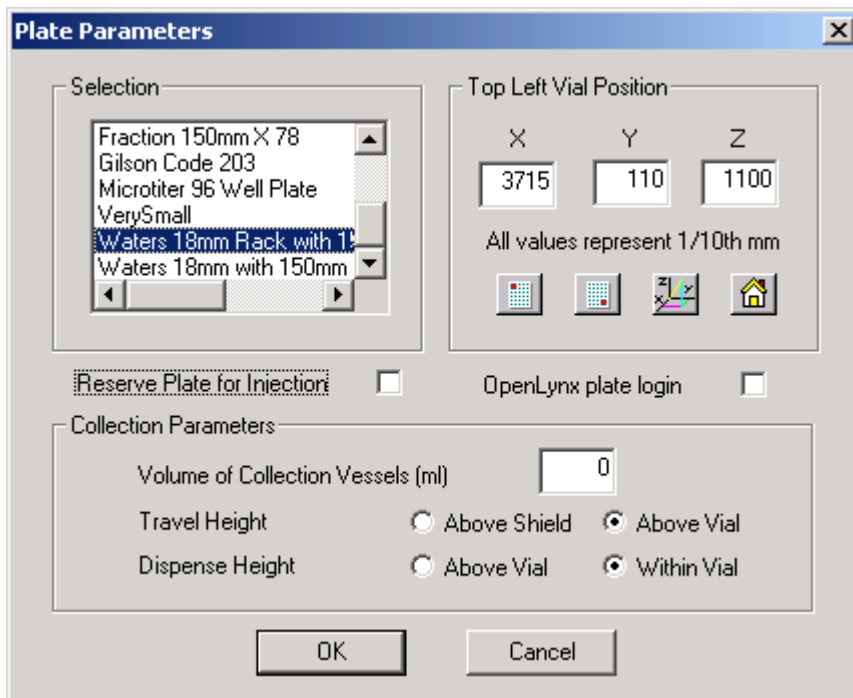 Plate Parameters
Selection
Fraction 150mm X 78
Gilson Code 203
Microtiter 96 Well Plate
VerySmall
Waters 18mm Rack with 1
Waters 18mm with 150mm
Top Left Vial Position
X Y Z
3715 110 1100
All values represent 1/10th mm
Reserve Plate for Injection
OpenLynx plate login
Collection Parameters
Volume of Collection Vessels (ml) 0
Travel Height Above Shield Above Vial
Dispense Height Above Vial Within Vial
OK Cancel